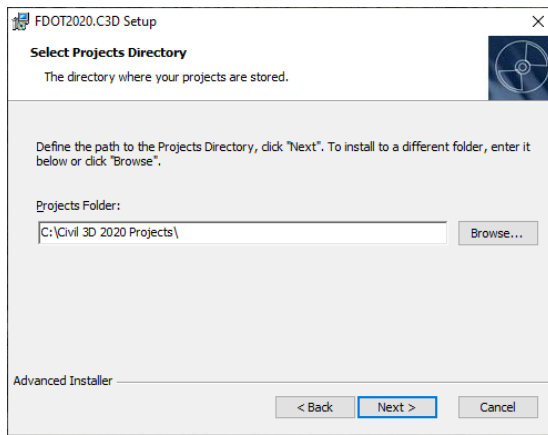 FDOT2020.C3D Setup
Select Projects Directory
The directory where your projects are stored.
Define the path to the Projects Directory, click "Next". To install to a different folder, enter it
below or click "Browse".
Projects Folder:
C:\Civil 3D 2020 Projects\
Browse...
Advanced Installer
< Back
Next >
Cancel